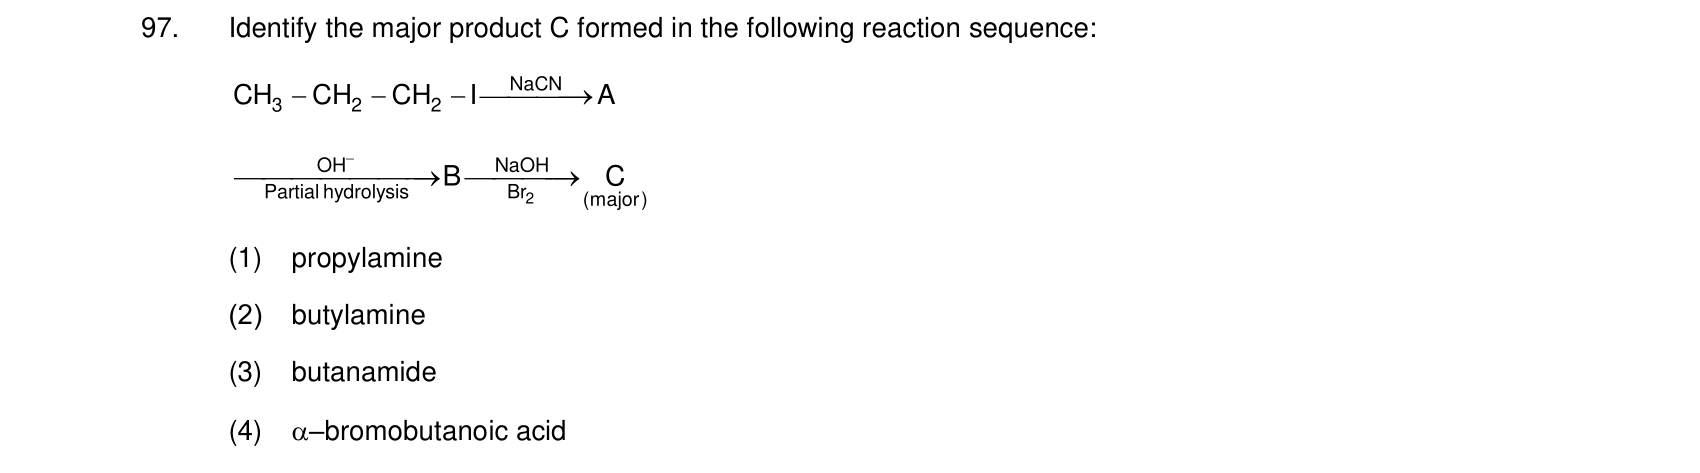 97. Identify the major product C formed in the following reaction sequence:
CH₃ – CH₂ – CH₂ – I —NaCN→ A
—OH⁻ / Partial hydrolysis→ B —NaOH / Br₂→ C (major)
(1) propylamine
(2) butylamine
(3) butanamide
(4) α–bromobutanoic acid